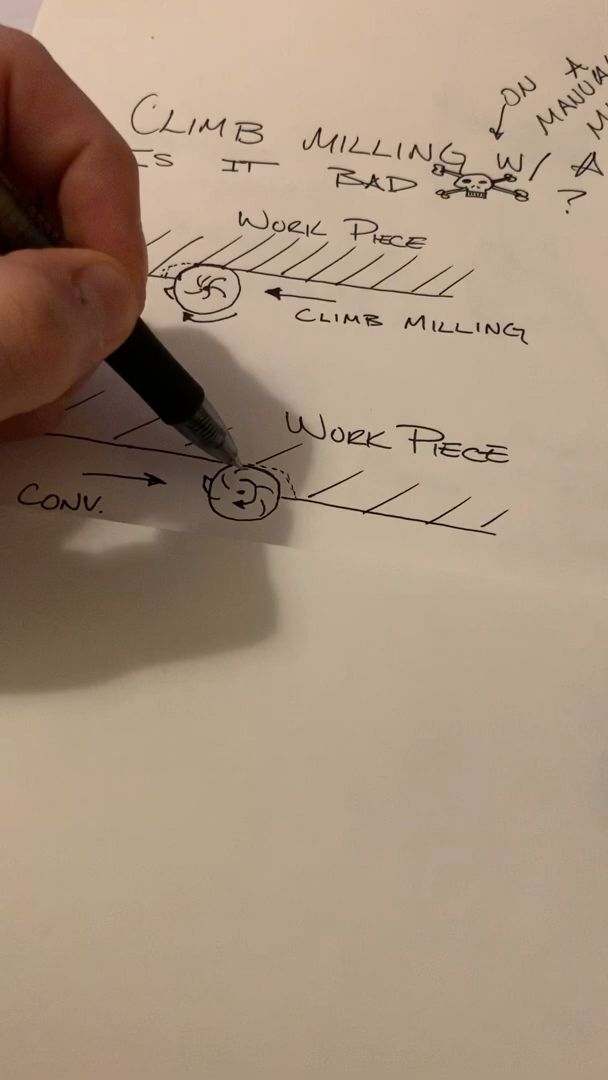 ON A
MANUAL
CLIMB MILLING W/ A
IS IT BAD ?
WORK PIECE
CLIMB MILLING
WORK PIECE
CONV.